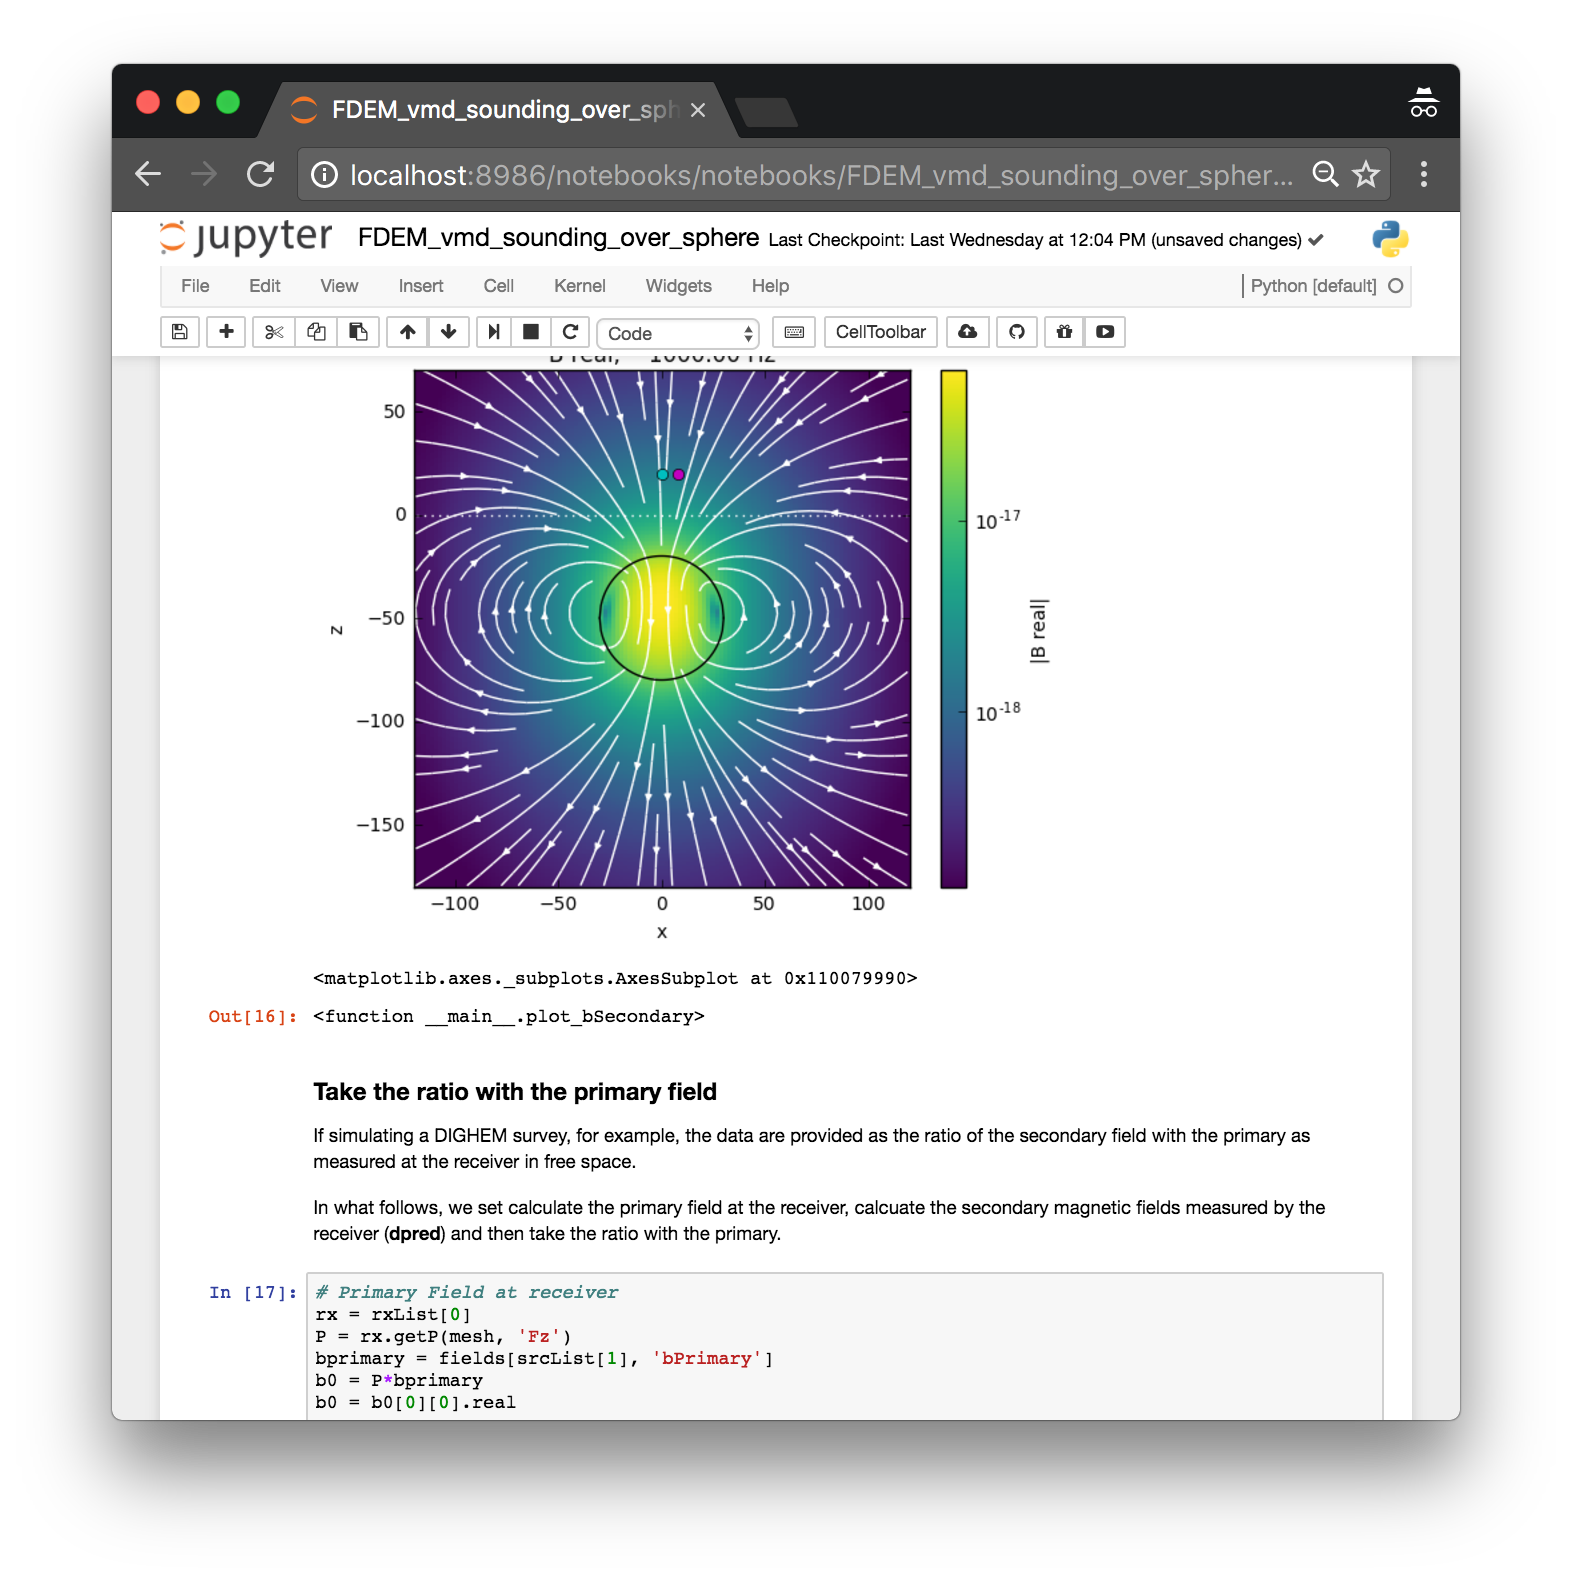 FDEM_vmd_sounding_over_sph
localhost:8986/notebooks/notebooks/FDEM_vmd_sounding_over_spher...
jupyter FDEM_vmd_sounding_over_sphere Last Checkpoint: Last Wednesday at 12:04 PM (unsaved changes)
File Edit View Insert Cell Kernel Widgets Help Python [default]
Code CellToolbar
B real, 1000.00 Hz
50
0
−50
−100
−150
z
−100 −50 0 50 100
x
10^-17
10^-18
|B real|
<matplotlib.axes._subplots.AxesSubplot at 0x110079990>
Out[16]: <function __main__.plot_bSecondary>
Take the ratio with the primary field
If simulating a DIGHEM survey, for example, the data are provided as the ratio of the secondary field with the primary as
measured at the receiver in free space.
In what follows, we set calculate the primary field at the receiver, calcuate the secondary magnetic fields measured by the
receiver (dpred) and then take the ratio with the primary.
In [17]: # Primary Field at receiver
rx = rxList[0]
P = rx.getP(mesh, 'Fz')
bprimary = fields[srcList[1], 'bPrimary']
b0 = P*bprimary
b0 = b0[0][0].real